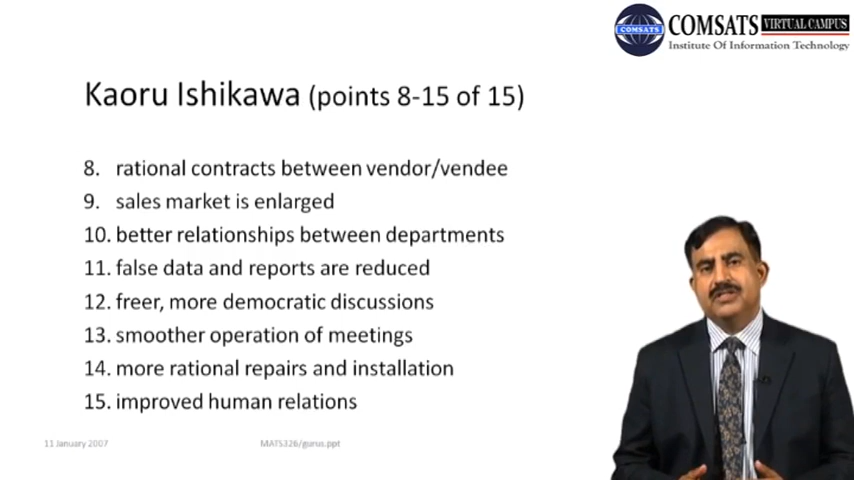 COMSATS
COMSATS VIRTUAL CAMPUS
Institute Of Information Technology
Kaoru Ishikawa (points 8-15 of 15)
8. rational contracts between vendor/vendee
9. sales market is enlarged
10. better relationships between departments
11. false data and reports are reduced
12. freer, more democratic discussions
13. smoother operation of meetings
14. more rational repairs and installation
15. improved human relations
11 January 2007 MATS326/gurus.ppt